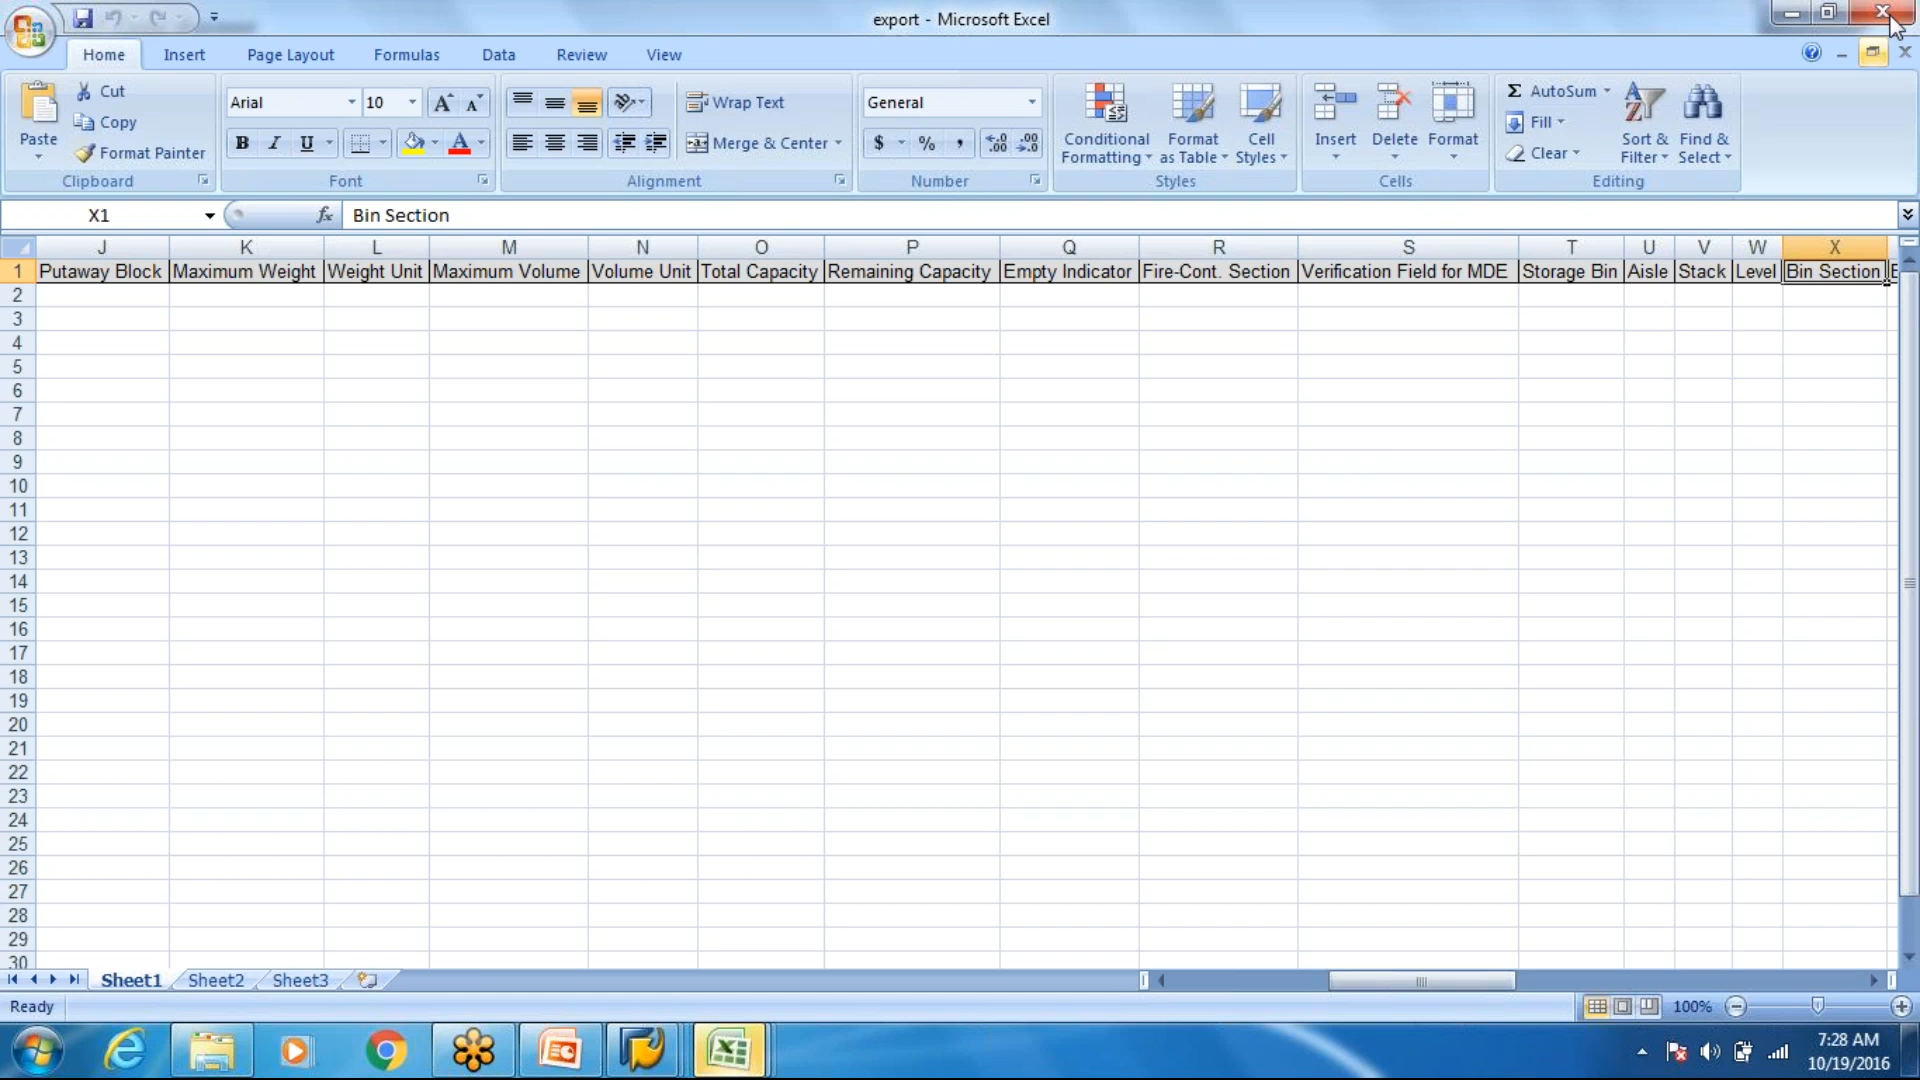 export - Microsoft Excel
Home Insert Page Layout Formulas Data Review View
Paste Cut Copy Format Painter Clipboard
Arial 10 B I U A A A Font
Wrap Text Merge & Center Alignment
General $ % , .0 .00 .00 .0 Number
Conditional Formatting Format as Table Cell Styles Styles
Insert Delete Format Cells
Σ AutoSum Fill Clear Sort & Filter Find & Select Editing
X1 fx Bin Section
J K L M N O P Q R S T U V W X
1 Putaway Block Maximum Weight Weight Unit Maximum Volume Volume Unit Total Capacity Remaining Capacity Empty Indicator Fire-Cont. Section Verification Field for MDE Storage Bin Aisle Stack Level Bin Section
2
3
4
5
6
7
8
9
10
11
12
13
14
15
16
17
18
19
20
21
22
23
24
25
26
27
28
29
30
Sheet1 Sheet2 Sheet3
Ready 100%
7:28 AM
10/19/2016